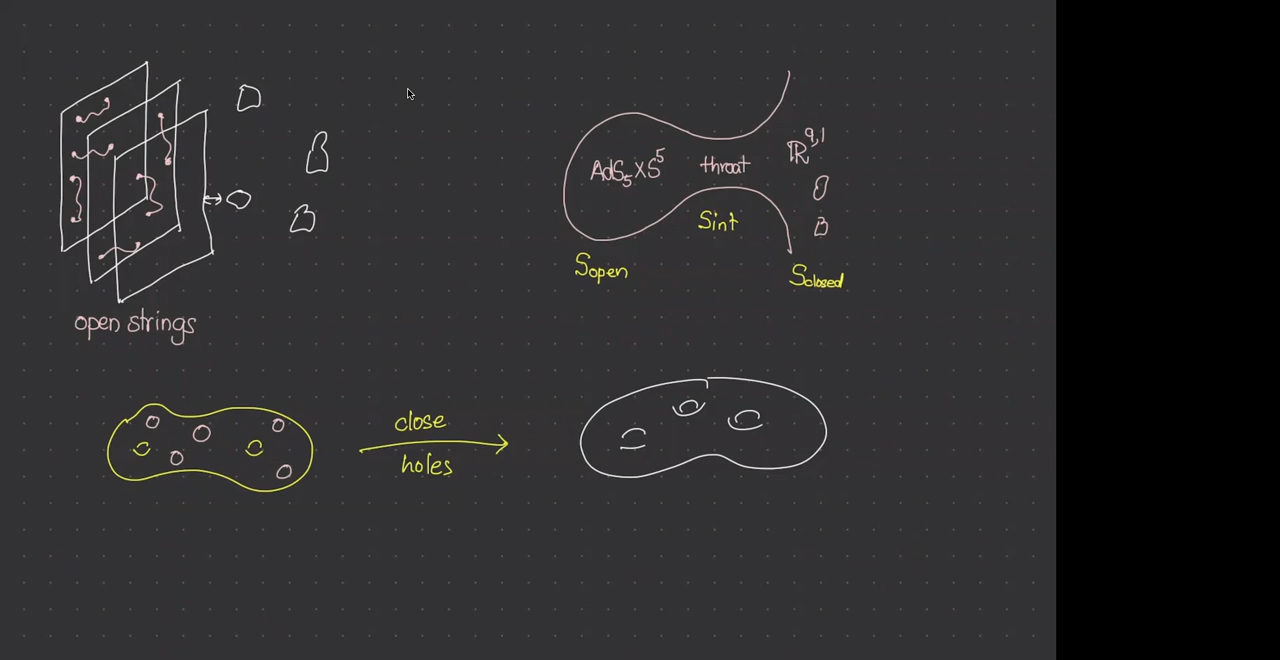 open strings
AdS₅×S⁵
throat
ℝ⁹,¹
Sint
Sopen
Sclosed
close
holes